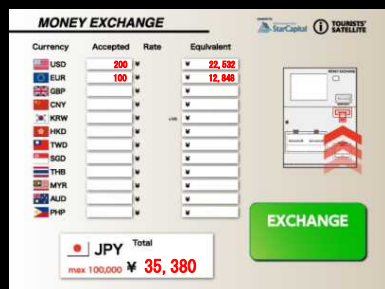 MONEY EXCHANGE
StarCapital
TOURISTS' SATELLITE
Currency Accepted Rate Equivalent
USD 200 ¥ ¥ 22,532
EUR 100 ¥ ¥ 12,848
GBP ¥ ¥
CNY ¥ ¥
KRW ¥ ¥
HKD ¥ ¥
TWD ¥ ¥
SGD ¥ ¥
THB ¥ ¥
MYR ¥ ¥
AUD ¥ ¥
PHP ¥ ¥
EXCHANGE
JPY Total
max 100,000 ¥ 35,380